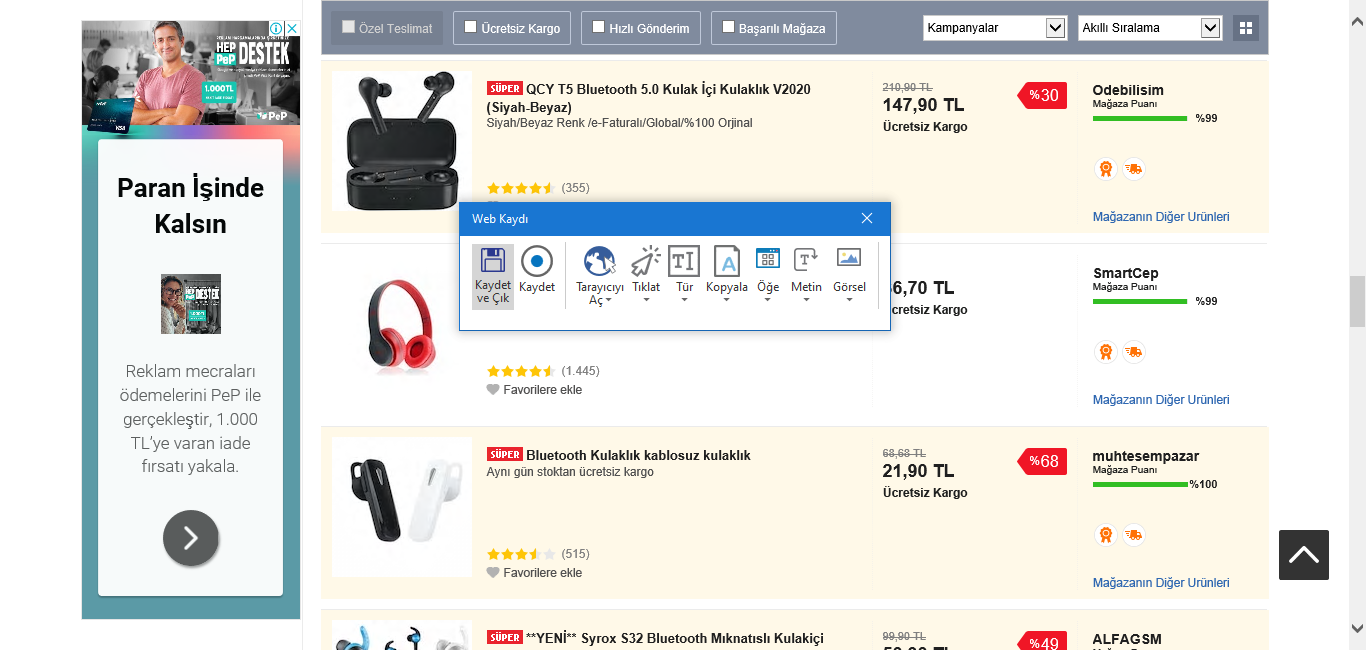 Özel Teslimat
Ücretsiz Kargo
Hızlı Gönderim
Başarılı Mağaza
Kampanyalar
Akıllı Sıralama
HEP
PeP DESTEK
1.000TL
VISA
PeP
Paran İşinde
Kalsın
DESTEK
Reklam mecraları
ödemelerini PeP ile
gerçekleştir, 1.000
TL'ye varan iade
fırsatı yakala.
SÜPER QCY T5 Bluetooth 5.0 Kulak İçi Kulaklık V2020
(Siyah-Beyaz)
Siyah/Beyaz Renk /e-Faturalı/Global/%100 Orjinal
(355)
210,90 TL
147,90 TL
Ücretsiz Kargo
%30
Odebilisim
Mağaza Puanı
%99
Mağazanın Diğer Ürünleri
Web Kaydı
Kaydet
ve Çık
Kaydet
Tarayıcıyı
Aç
Tıklat
Tür
Kopyala
Öğe
Metin
Görsel
6,70 TL
cretsiz Kargo
(1.445)
Favorilere ekle
SmartCep
Mağaza Puanı
%99
Mağazanın Diğer Ürünleri
SÜPER Bluetooth Kulaklık kablosuz kulaklık
Aynı gün stoktan ücretsiz kargo
(515)
Favorilere ekle
68,68 TL
21,90 TL
Ücretsiz Kargo
%68
muhtesempazar
Mağaza Puanı
%100
Mağazanın Diğer Ürünleri
SÜPER **YENİ** Syrox S32 Bluetooth Mıknatıslı Kulakiçi
99,90 TL
%49
ALFAGSM